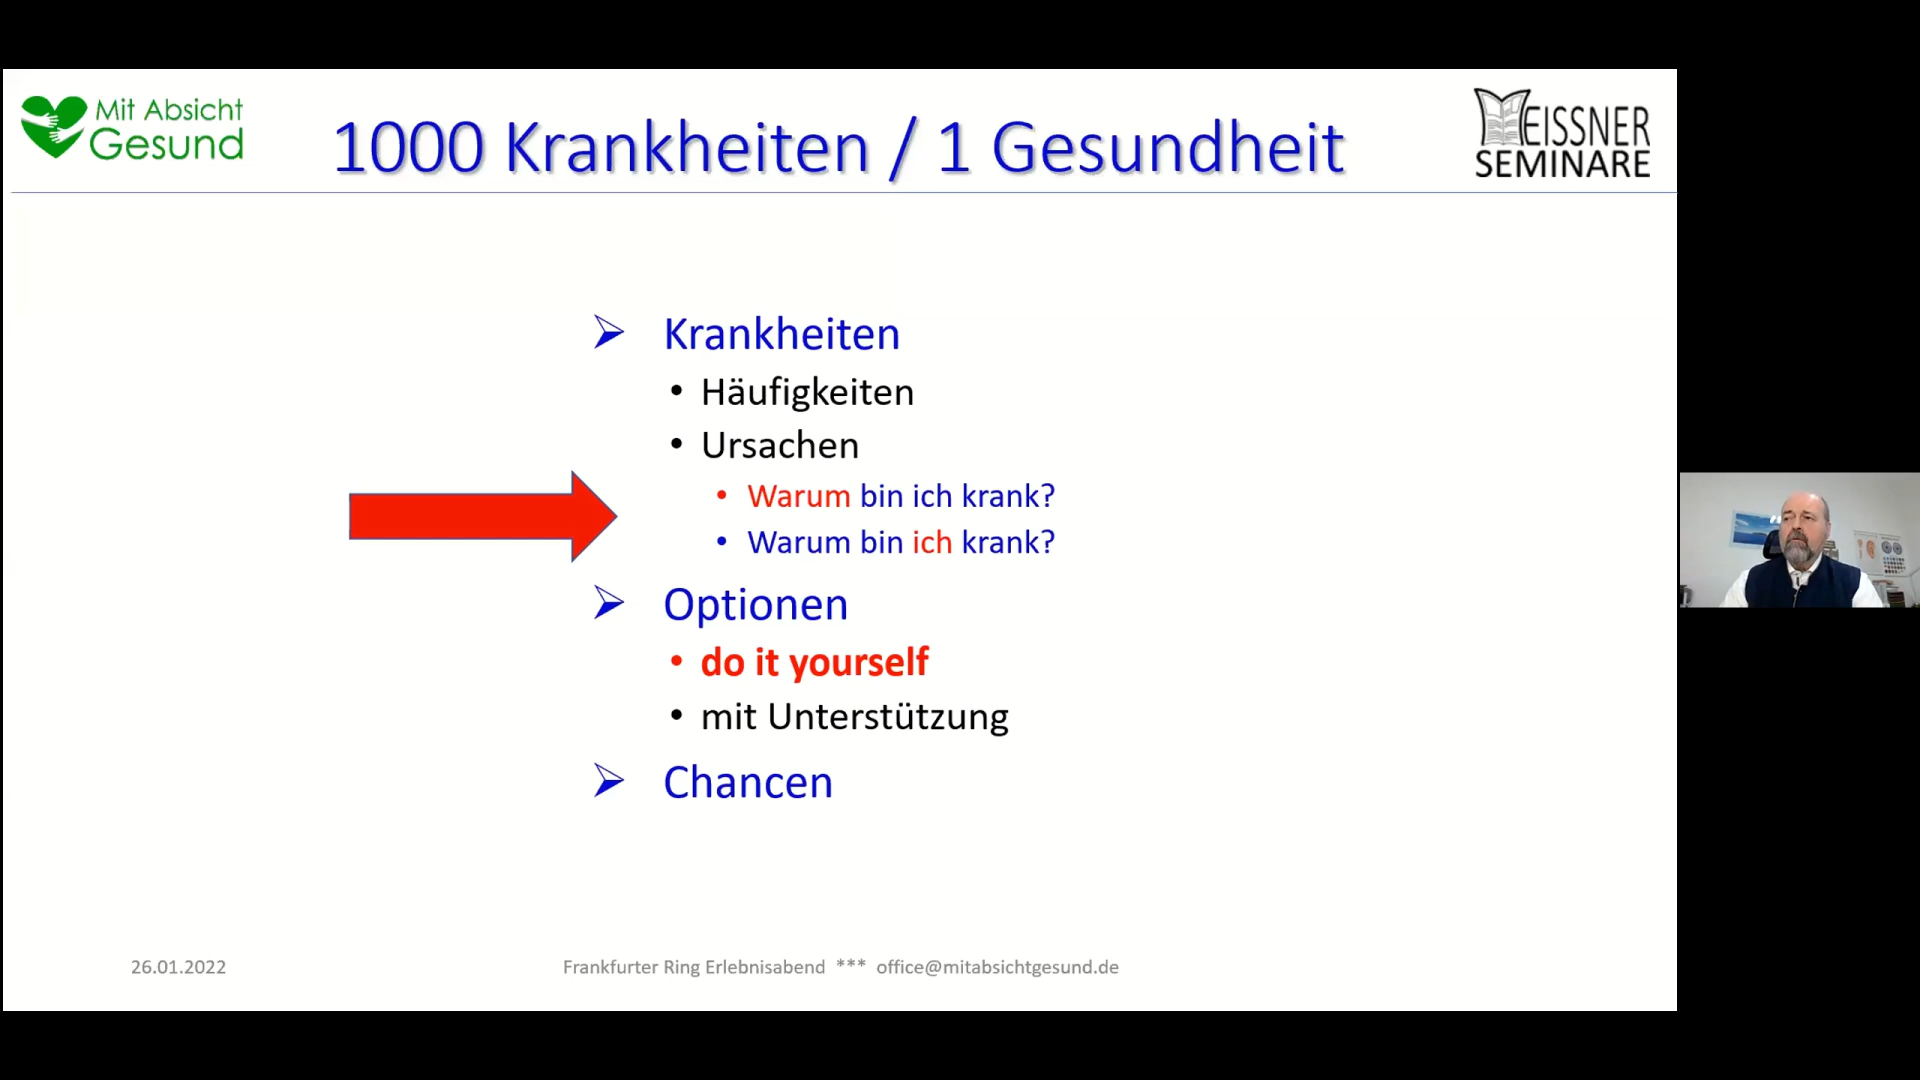 Mit Absicht
Gesund
1000 Krankheiten / 1 Gesundheit
MEISSNER
SEMINARE
➢ Krankheiten
• Häufigkeiten
• Ursachen
• Warum bin ich krank?
• Warum bin ich krank?
➢ Optionen
• do it yourself
• mit Unterstützung
➢ Chancen
26.01.2022
Frankfurter Ring Erlebnisabend *** office@mitabsichtgesund.de